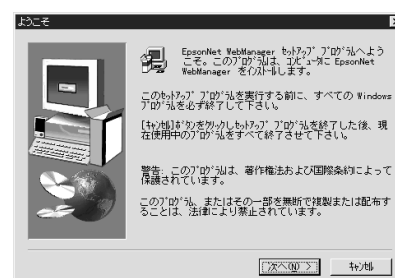 ようこそ
EpsonNet WebManager ｾｯﾄｱｯﾌﾟ ﾌﾟﾛｸﾞﾗﾑへよう
こそ。このﾌﾟﾛｸﾞﾗﾑは、ｺﾝﾋﾟｭｰﾀに EpsonNet
WebManager をｲﾝｽﾄｰﾙします。
このｾｯﾄｱｯﾌﾟ ﾌﾟﾛｸﾞﾗﾑを実行する前に、すべての Windows
ﾌﾟﾛｸﾞﾗﾑを必ず終了して下さい。
[ｷｬﾝｾﾙ]ﾎﾞﾀﾝをｸﾘｯｸしｾｯﾄｱｯﾌﾟ ﾌﾟﾛｸﾞﾗﾑを終了した後、現
在使用中のﾌﾟﾛｸﾞﾗﾑをすべて終了させて下さい。
警告: このﾌﾟﾛｸﾞﾗﾑは、著作権法および国際条約によって
保護されています。
このﾌﾟﾛｸﾞﾗﾑ、またはその一部を無断で複製または配布す
ることは、法律により禁止されています。
次へ(N) >
ｷｬﾝｾﾙ